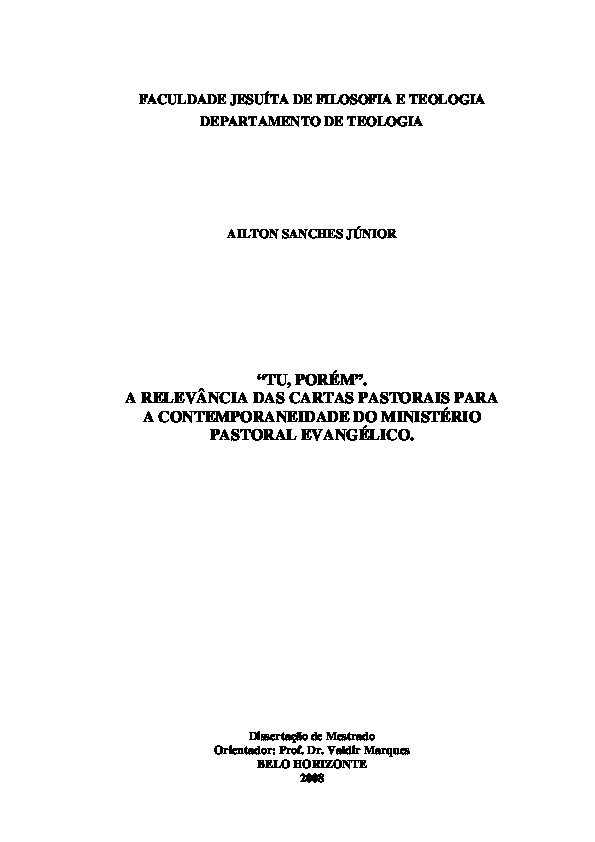 FACULDADE JESUÍTA DE FILOSOFIA E TEOLOGIA
DEPARTAMENTO DE TEOLOGIA
AILTON SANCHES JÚNIOR
“TU, PORÉM”.
A RELEVÂNCIA DAS CARTAS PASTORAIS PARA
A CONTEMPORANEIDADE DO MINISTÉRIO
PASTORAL EVANGÉLICO.
Dissertação de Mestrado
Orientador: Prof. Dr. Valdir Marques
BELO HORIZONTE
2008